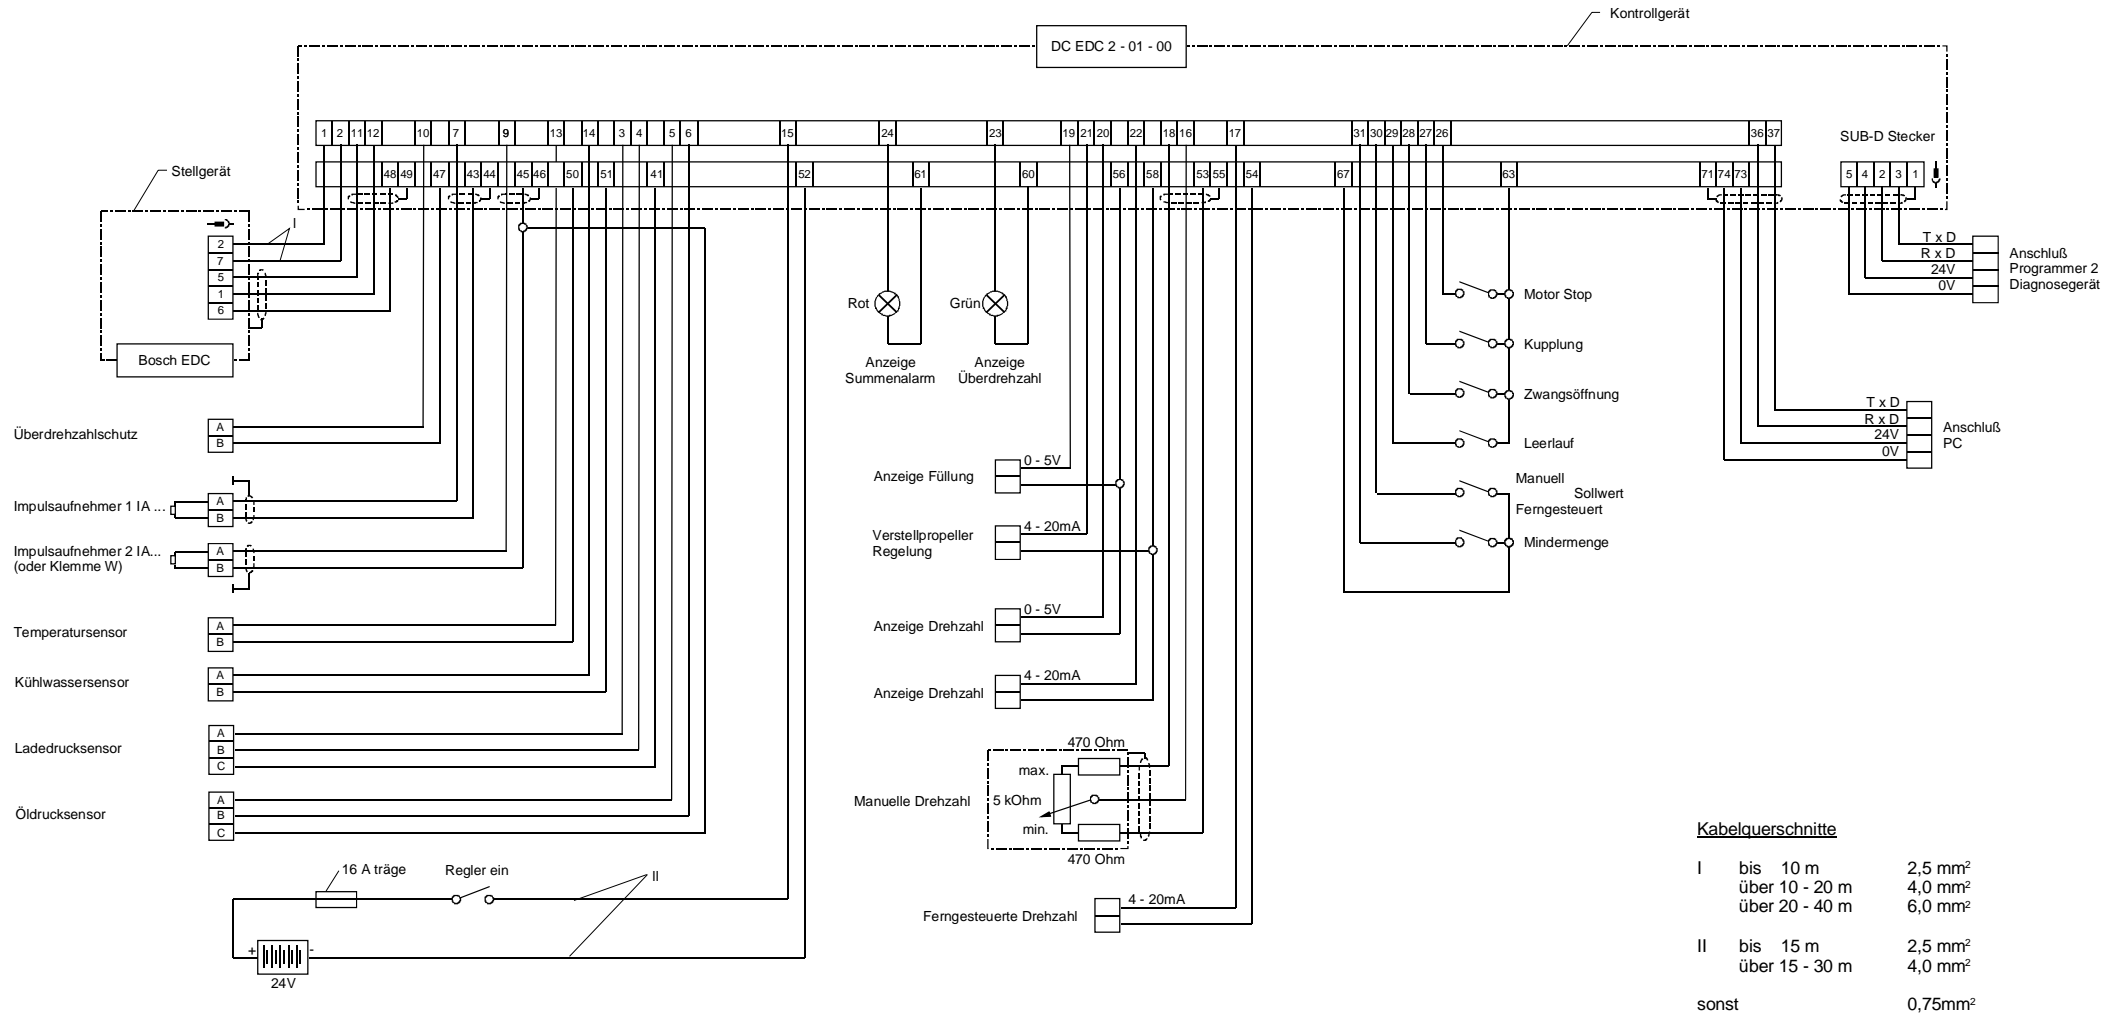 Kontrollgerät
DC EDC 2 - 01 - 00
1 2 11 12 10 7 9 13 14 3 4 5 6 15 24 23 19 21 20 22 18 16 17 31 30 29 28 27 26 36 37
SUB-D Stecker
48 49 47 43 44 45 46 50 51 41 52 61 60 56 58 53 55 54 67 63 71 74 73
5 4 2 3 1
Stellgerät
I
2
7
5
1
6
Bosch EDC
T x D
R x D
24V
0V
Anschluß
Programmer 2
Diagnosegerät
Rot
Grün
Anzeige
Summenalarm
Anzeige
Überdrehzahl
Motor Stop
Kupplung
Zwangsöffnung
Leerlauf
Manuell
Sollwert
Ferngesteuert
Mindermenge
T x D
R x D
24V
0V
Anschluß
PC
Überdrehzahlschutz
A
B
Impulsaufnehmer 1 IA ...
A
B
Impulsaufnehmer 2 IA...
(oder Klemme W)
A
B
Temperatursensor
A
B
Kühlwassersensor
A
B
Ladedrucksensor
A
B
C
Öldrucksensor
A
B
C
Anzeige Füllung
0 - 5V
Verstellpropeller
Regelung
4 - 20mA
Anzeige Drehzahl
0 - 5V
Anzeige Drehzahl
4 - 20mA
470 Ohm
max.
Manuelle Drehzahl
5 kOhm
min.
470 Ohm
Ferngesteuerte Drehzahl
4 - 20mA
16 A träge
Regler ein
II
+
-
24V
Kabelquerschnitte
I bis 10 m 2,5 mm²
über 10 - 20 m 4,0 mm²
über 20 - 40 m 6,0 mm²
II bis 15 m 2,5 mm²
über 15 - 30 m 4,0 mm²
sonst 0,75mm²